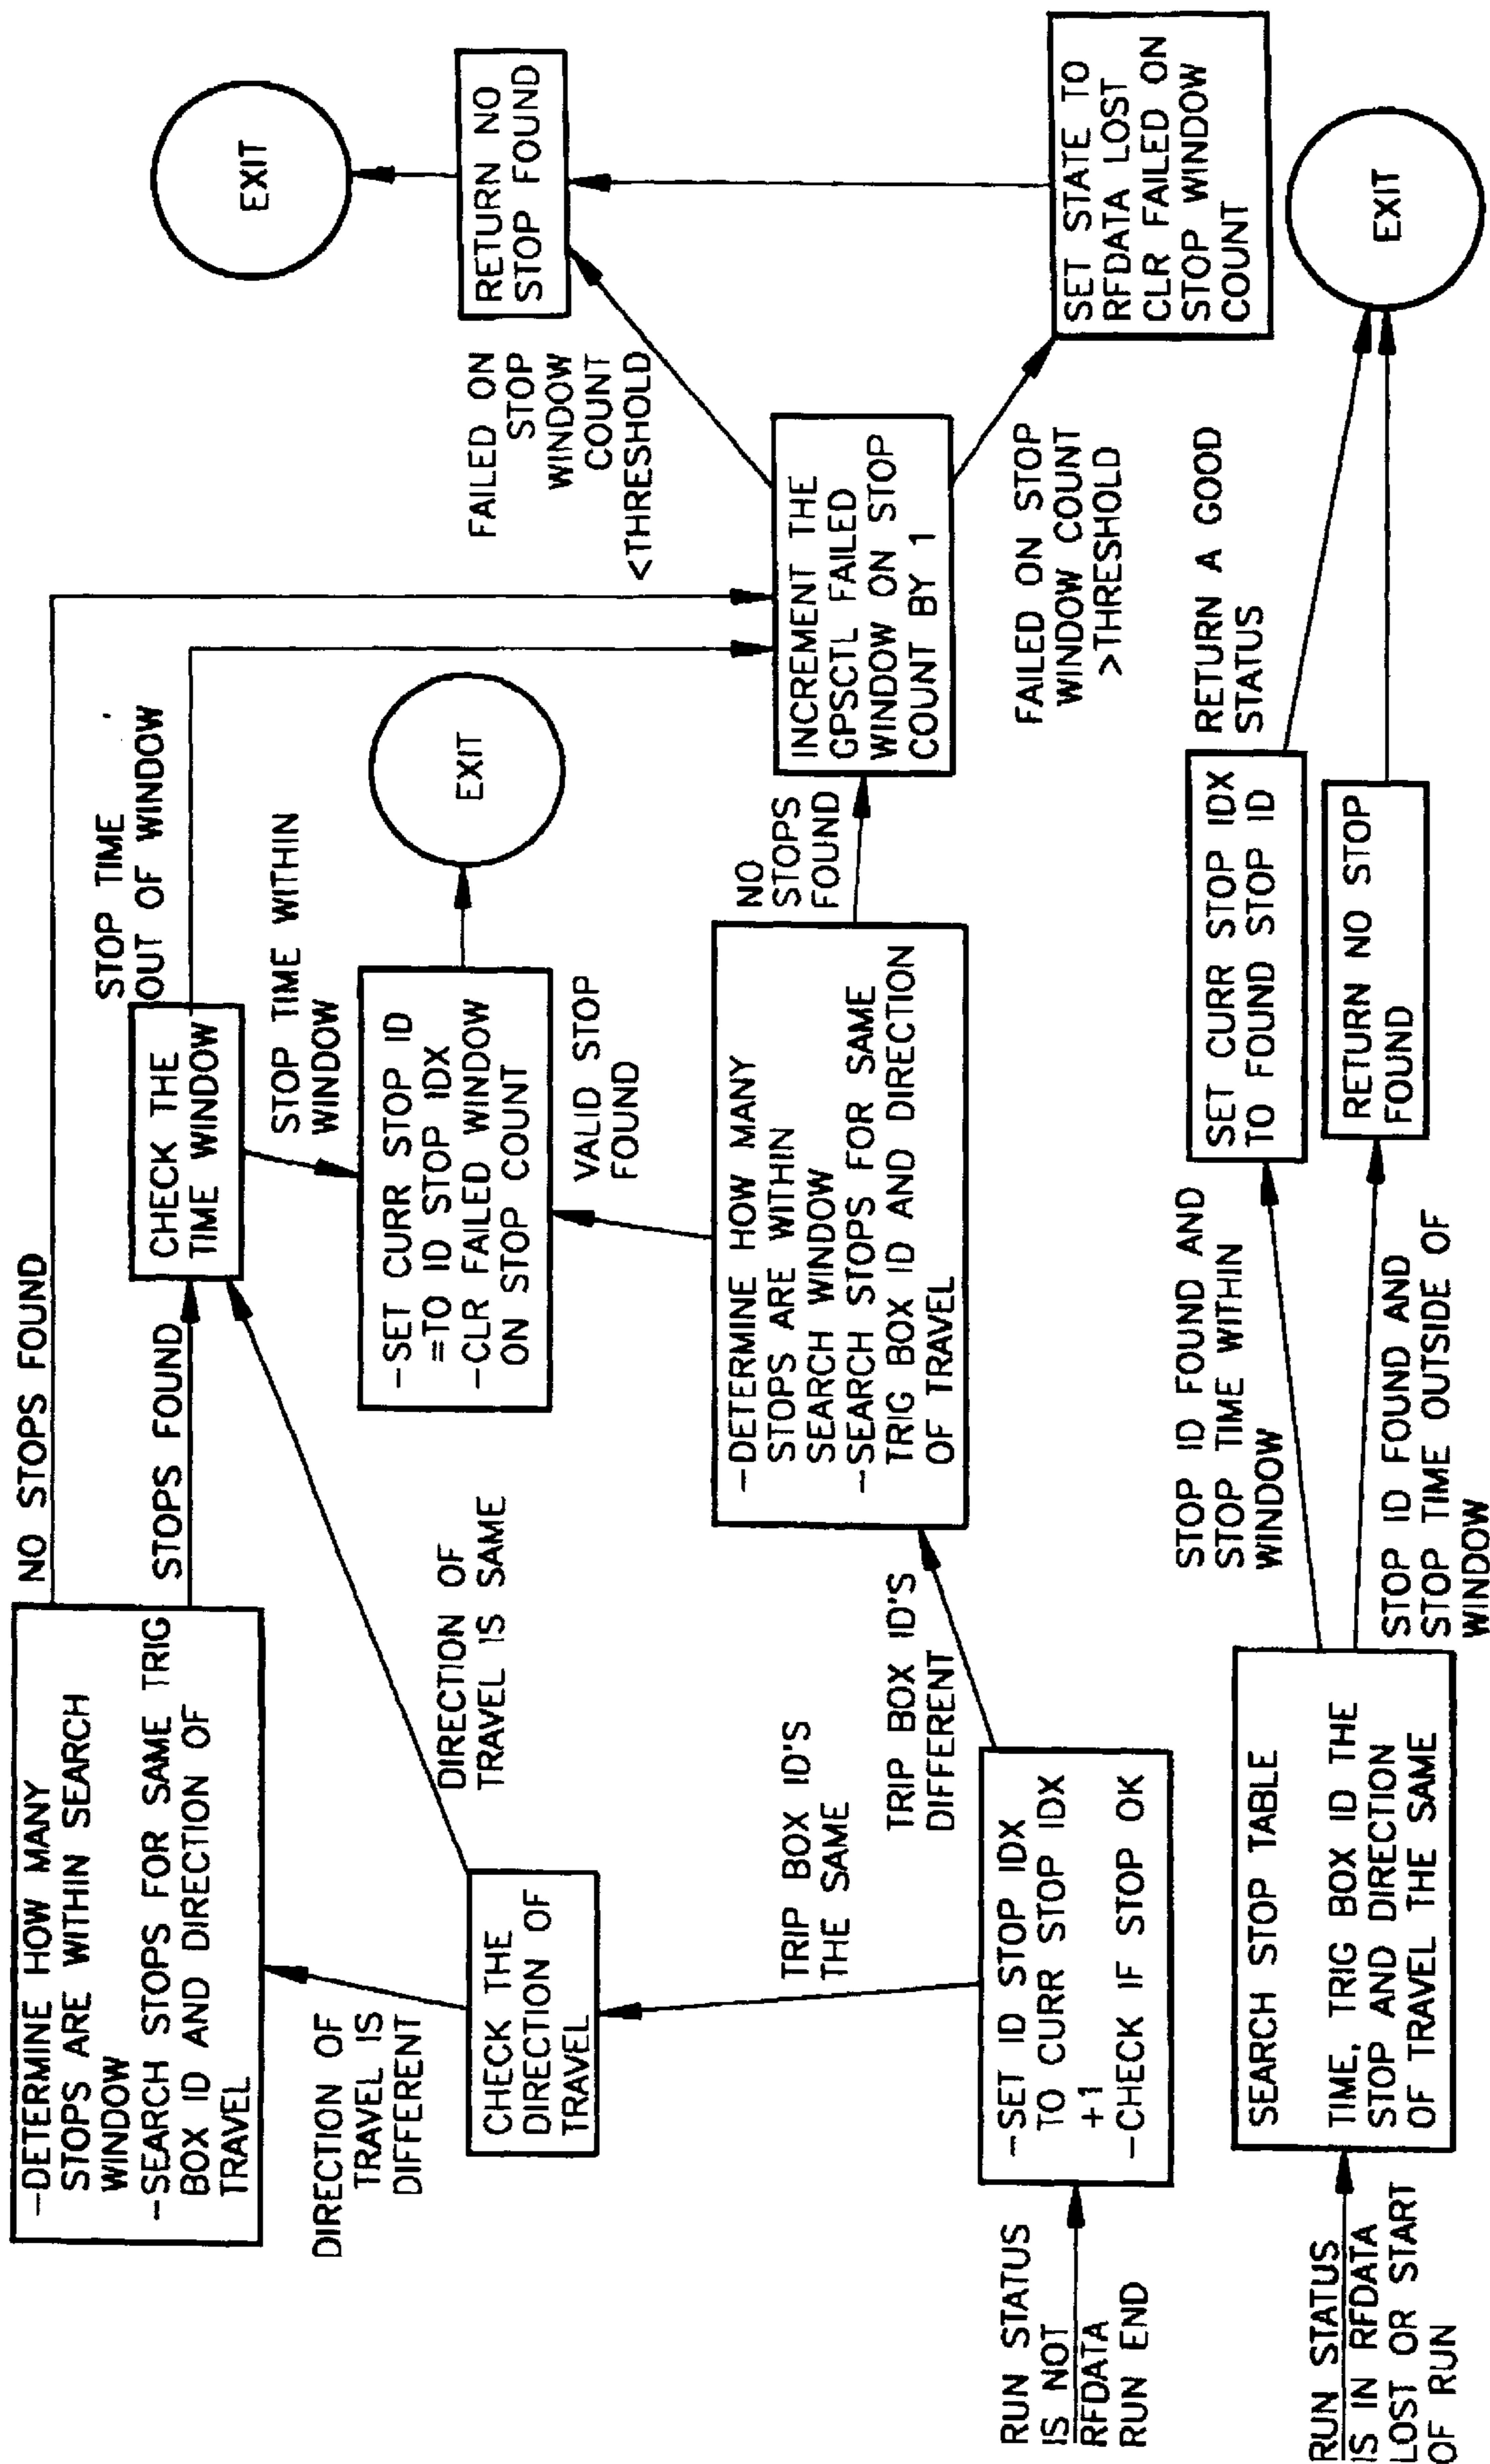 -DETERMINE HOW MANY
STOPS ARE WITHIN SEARCH
WINDOW
-SEARCH STOPS FOR SAME TRIG
BOX ID AND DIRECTION OF
TRAVEL
NO STOPS FOUND
STOPS FOUND
CHECK THE
TIME WINDOW
STOP TIME
OUT OF WINDOW
STOP TIME WITHIN
WINDOW
EXIT
RETURN NO
STOP FOUND
DIRECTION OF
TRAVEL IS
DIFFERENT
DIRECTION OF
TRAVEL IS SAME
-SET CURR STOP ID
=TO ID STOP IDX
-CLR FAILED WINDOW
ON STOP COUNT
EXIT
FAILED ON
STOP
WINDOW
COUNT
<THRESHOLD
CHECK THE
DIRECTION OF
TRAVEL
VALID STOP
FOUND
TRIP BOX ID'S
THE SAME
-DETERMINE HOW MANY
STOPS ARE WITHIN
SEARCH WINDOW
-SEARCH STOPS FOR SAME
TRIG BOX ID AND DIRECTION
OF TRAVEL
NO
STOPS
FOUND
INCREMENT THE
GPSCTL FAILED
WINDOW ON STOP
COUNT BY 1
TRIP BOX ID'S
DIFFERENT
FAILED ON STOP
WINDOW COUNT
>THRESHOLD
SET STATE TO
RFDATA LOST
CLR FAILED ON
STOP WINDOW
COUNT
RUN STATUS
IS NOT
RFDATA
RUN END
-SET ID STOP IDX
TO CURR STOP IDX
+1
-CHECK IF STOP OK
STOP ID FOUND AND
STOP TIME WITHIN
WINDOW
SET CURR STOP IDX
TO FOUND STOP ID
RETURN A GOOD
STATUS
EXIT
RUN STATUS
IS IN RFDATA
LOST OR START
OF RUN
SEARCH STOP TABLE
TIME, TRIG BOX ID THE
STOP AND DIRECTION
OF TRAVEL THE SAME
STOP ID FOUND AND
STOP TIME OUTSIDE OF
WINDOW
RETURN NO STOP
FOUND